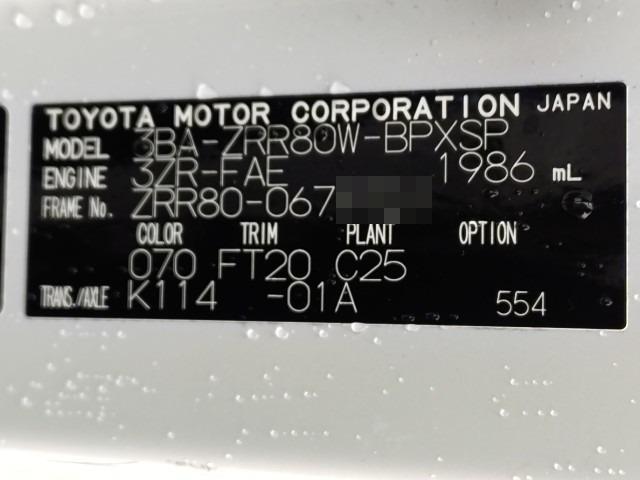 TOYOTA MOTOR CORPORATION JAPAN
MODEL 3BA-ZRR80W-BPXSP
ENGINE 3ZR-FAE 1986 mL
FRAME No. ZRR80-067
COLOR TRIM PLANT OPTION
070 FT20 C25
TRANS./AXLE K114 -01A 554